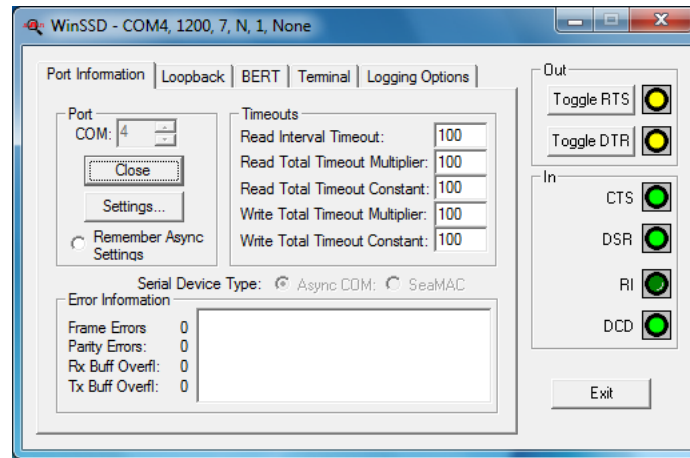 WinSSD - COM4, 1200, 7, N, 1, None
Port Information
Loopback
BERT
Terminal
Logging Options
Port
COM: 4
Close
Settings...
Remember Async
Settings
Timeouts
Read Interval Timeout: 100
Read Total Timeout Multiplier: 100
Read Total Timeout Constant: 100
Write Total Timeout Multiplier: 100
Write Total Timeout Constant: 100
Serial Device Type: Async COM: SeaMAC
Error Information
Frame Errors 0
Parity Errors: 0
Rx Buff Overfl: 0
Tx Buff Overfl: 0
Out
Toggle RTS
Toggle DTR
In
CTS
DSR
RI
DCD
Exit